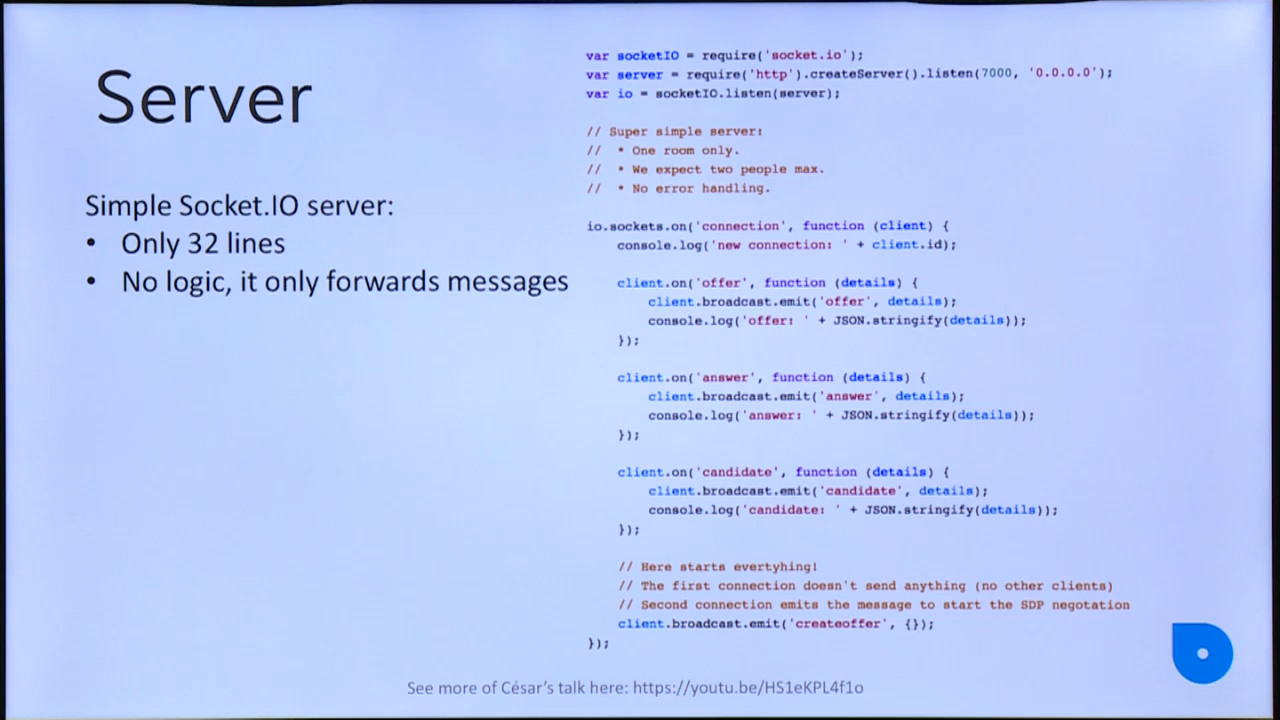 Server
Simple Socket.IO server:
• Only 32 lines
• No logic, it only forwards messages
var socketIO = require('socket.io');
var server = require('http').createServer().listen(7000, '0.0.0.0');
var io = socketIO.listen(server);
// Super simple server:
//  * One room only.
//  * We expect two people max.
//  * No error handling.
io.sockets.on('connection', function (client) {
    console.log('new connection: ' + client.id);
    client.on('offer', function (details) {
        client.broadcast.emit('offer', details);
        console.log('offer: ' + JSON.stringify(details));
    });
    client.on('answer', function (details) {
        client.broadcast.emit('answer', details);
        console.log('answer: ' + JSON.stringify(details));
    });
    client.on('candidate', function (details) {
        client.broadcast.emit('candidate', details);
        console.log('candidate: ' + JSON.stringify(details));
    });
    // Here starts evertyhing!
    // The first connection doesn't send anything (no other clients)
    // Second connection emits the message to start the SDP negotation
    client.broadcast.emit('createoffer', {});
});
See more of César's talk here: https://youtu.be/HS1eKPL4f1o